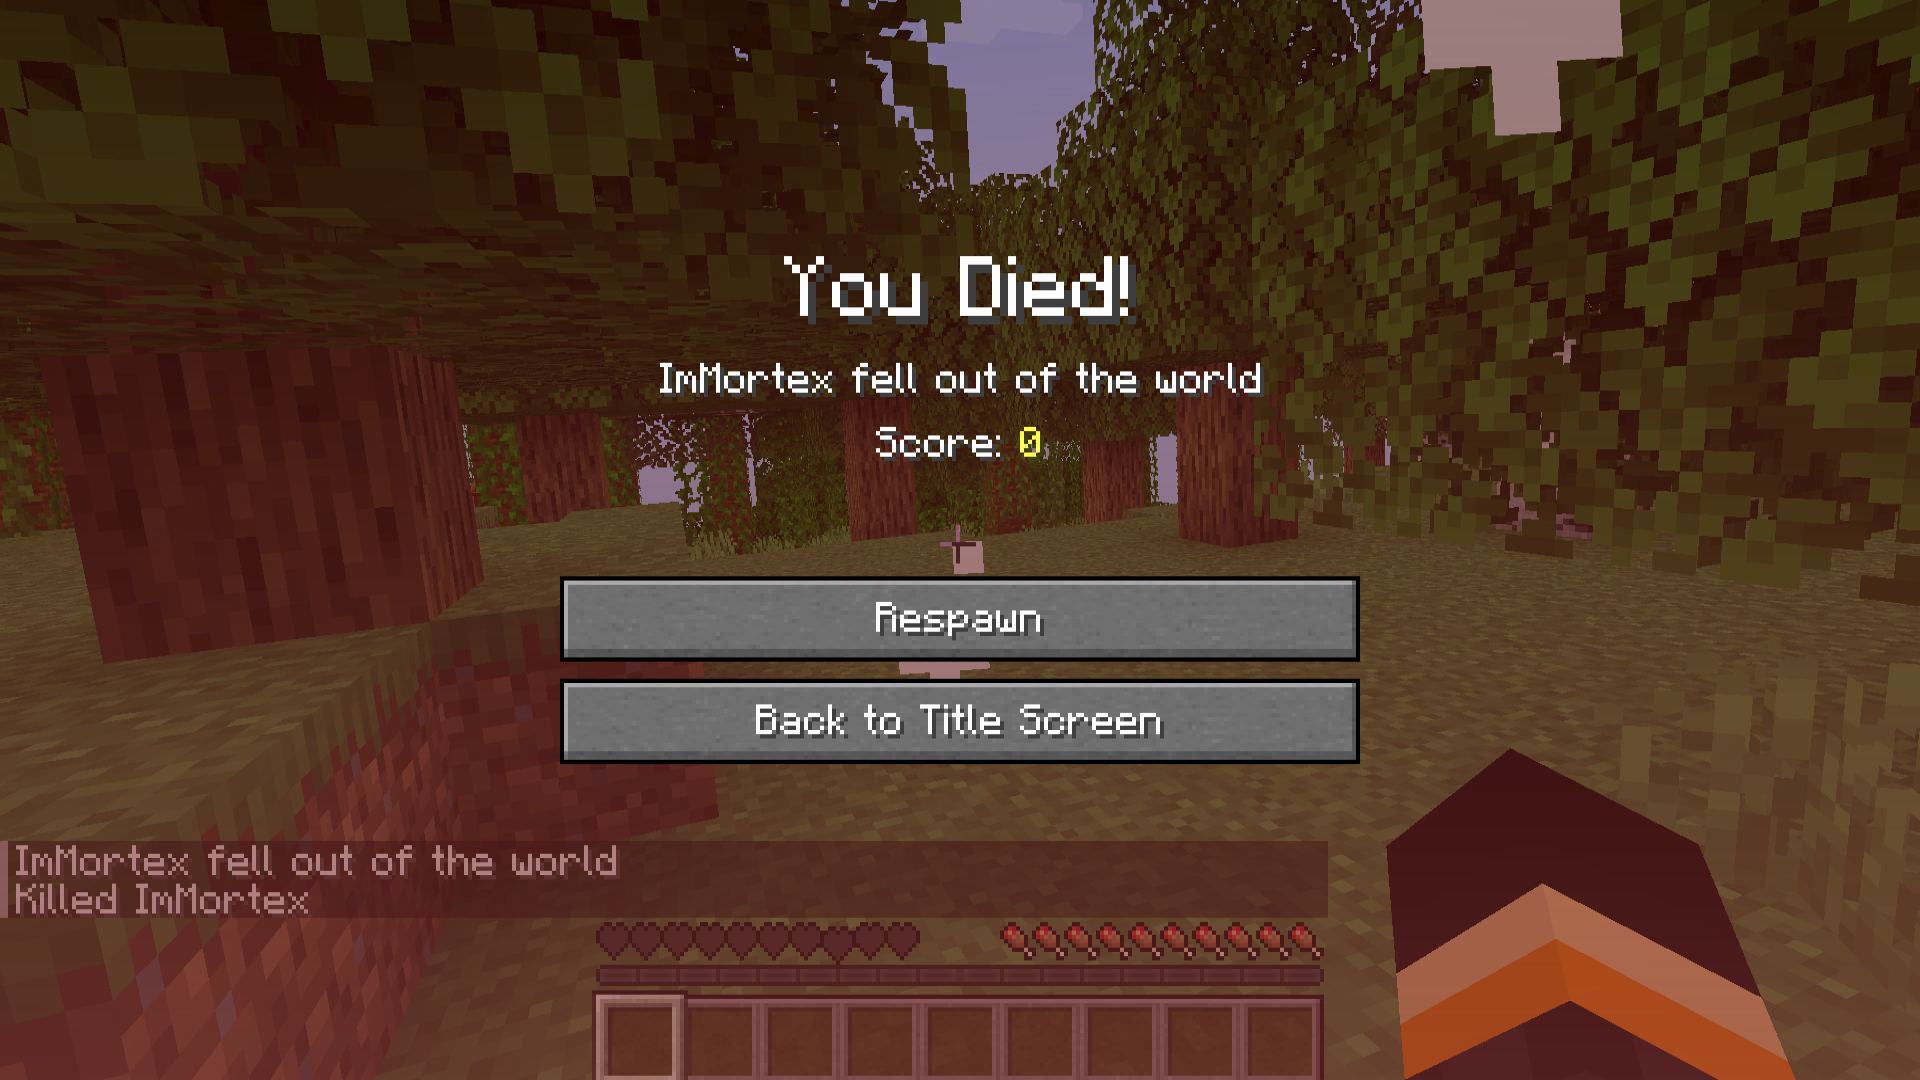 You Died!
ImMortex fell out of the world
Score: 0
Respawn
Back to Title Screen
ImMortex fell out of the world
Killed ImMortex